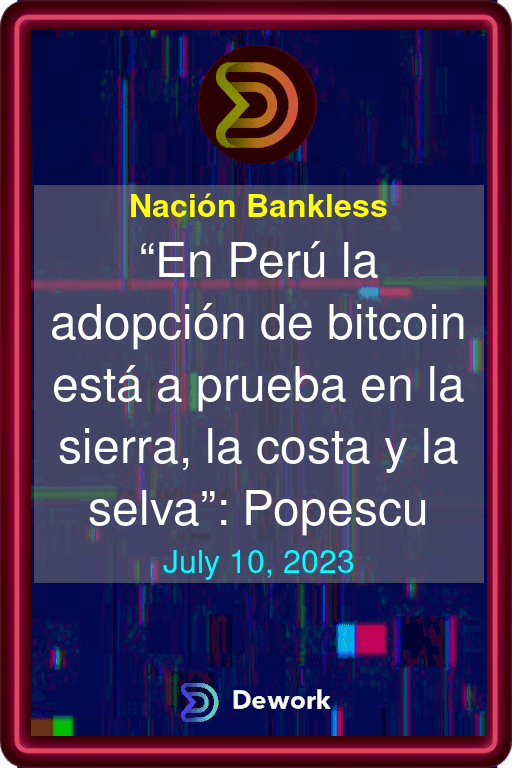 Nación Bankless
“En Perú la
adopción de bitcoin
está a prueba en la
sierra, la costa y la
selva”: Popescu
July 10, 2023
Dework